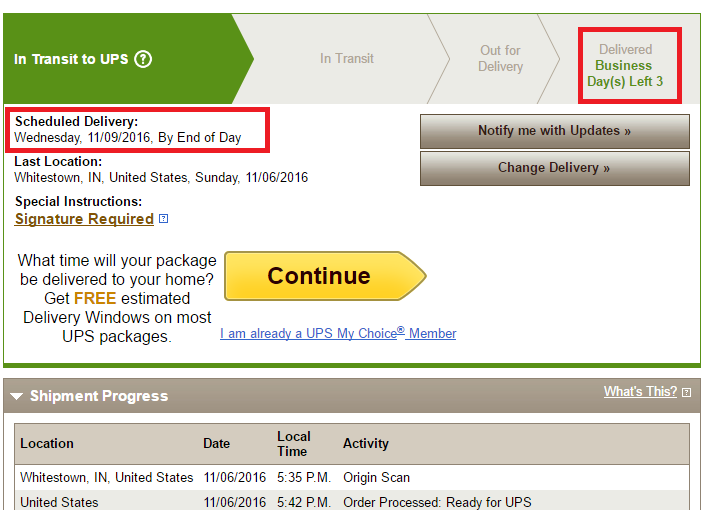 In Transit to UPS ?
In Transit
Out for
Delivery
Delivered
Business
Day(s) Left 3
Scheduled Delivery:
Wednesday, 11/09/2016, By End of Day
Notify me with Updates »
Last Location:
Whitestown, IN, United States, Sunday, 11/06/2016
Change Delivery »
Special Instructions:
Signature Required ?
What time will your package
be delivered to your home?
Get FREE estimated
Delivery Windows on most
UPS packages.
Continue
I am already a UPS My Choice® Member
Shipment Progress
What's This? ?
Location Date Local Time Activity
Whitestown, IN, United States 11/06/2016 5:35 P.M. Origin Scan
United States 11/06/2016 5:42 P.M. Order Processed: Ready for UPS